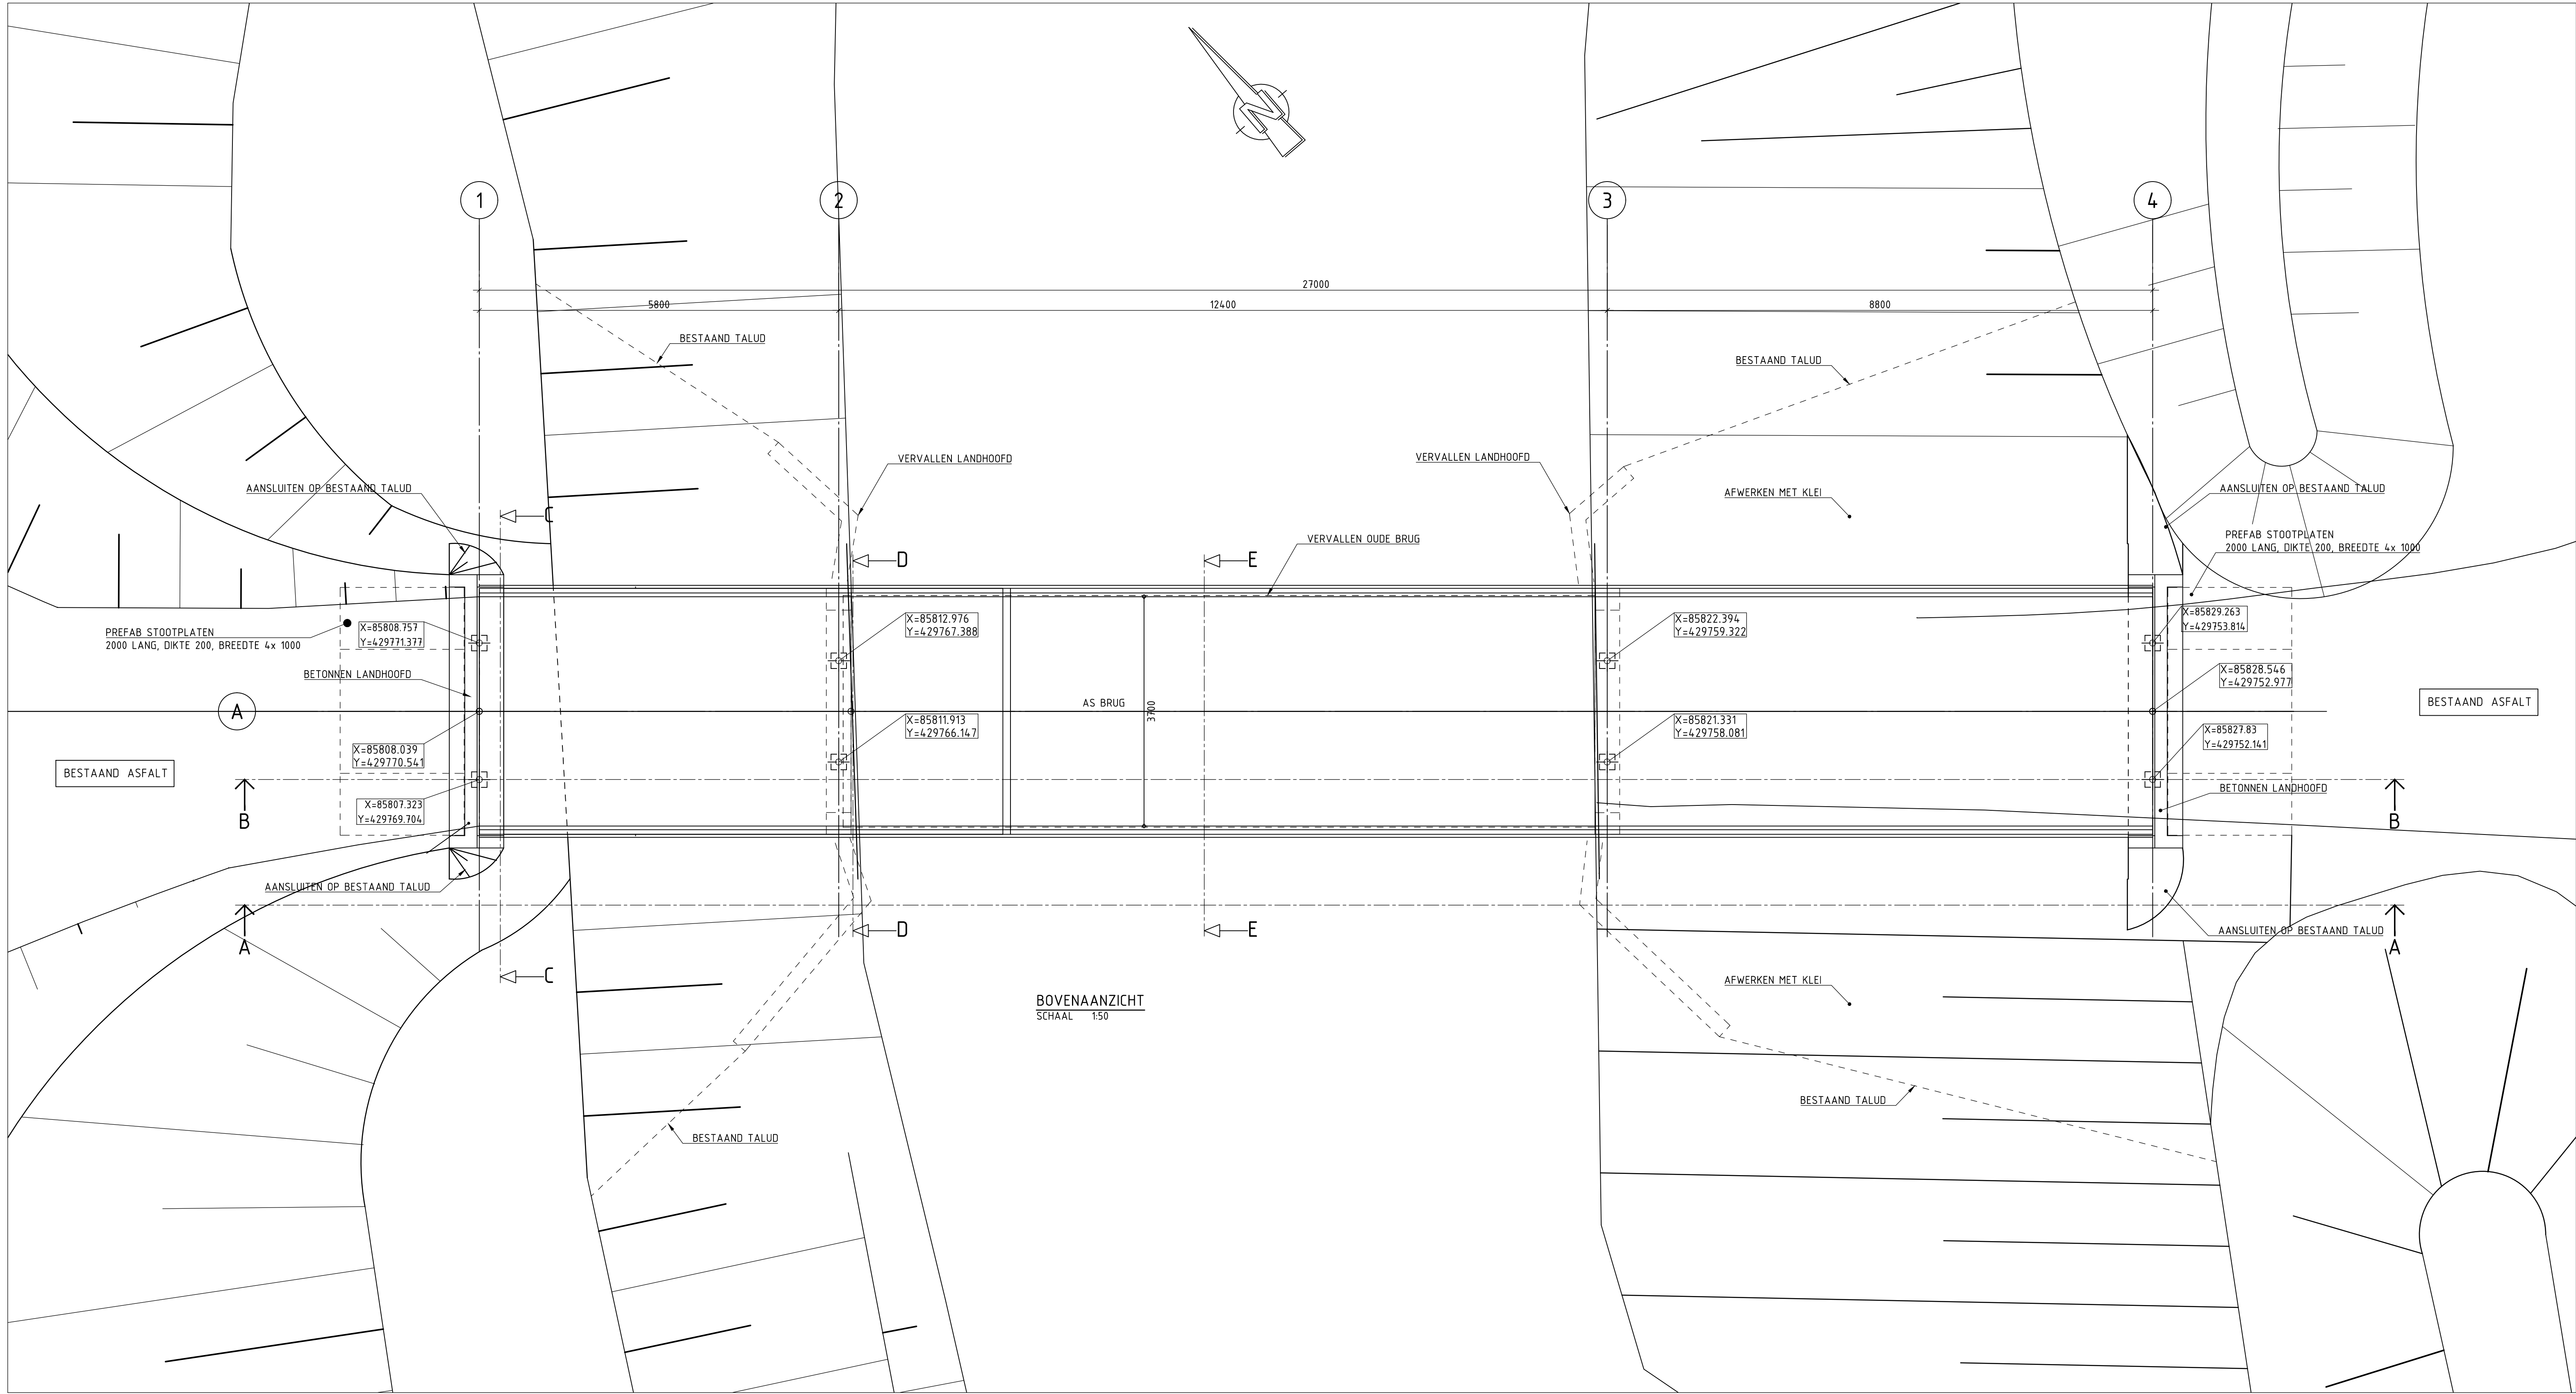 N
1
2
3
4
27000
5800
12400
8800
BESTAAND TALUD
BESTAAND TALUD
VERVALLEN LANDHOOFD
VERVALLEN LANDHOOFD
AANSLUITEN OP BESTAAND TALUD
AFWERKEN MET KLEI
AANSLUITEN OP BESTAAND TALUD
C
D
E
VERVALLEN OUDE BRUG
PREFAB STOOTPLATEN
2000 LANG, DIKTE 200, BREEDTE 4x 1000
PREFAB STOOTPLATEN
2000 LANG, DIKTE 200, BREEDTE 4x 1000
X=85808.757
Y=429771.377
X=85812.976
Y=429767.388
X=85822.394
Y=429759.322
X=85829.263
Y=429753.814
BETONNEN LANDHOOFD
X=85828.546
Y=429752.977
A
AS BRUG
3700
BESTAAND ASFALT
X=85811.913
Y=429766.147
X=85821.331
Y=429758.081
X=85827.83
Y=429752.141
X=85808.039
Y=429770.541
BESTAAND ASFALT
BETONNEN LANDHOOFD
X=85807.323
Y=429769.704
B
B
AANSLUITEN OP BESTAAND TALUD
D
E
AANSLUITEN OP BESTAAND TALUD
A
A
C
AFWERKEN MET KLEI
BOVENAANZICHT
SCHAAL 1:50
BESTAAND TALUD
BESTAAND TALUD